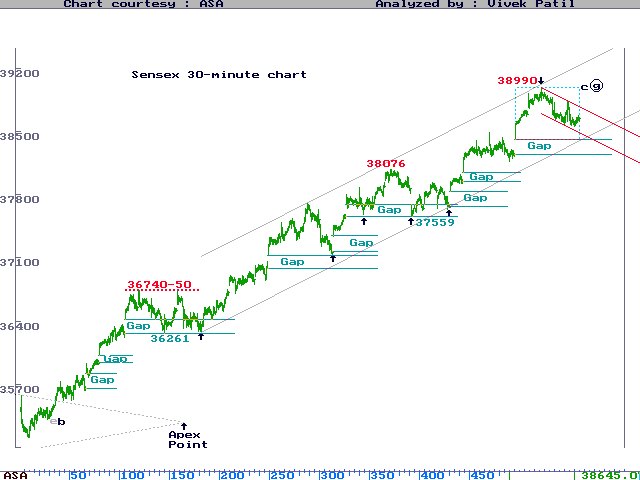 Chart courtesy : ASA
Analyzed by : Vivek Patil
39200
Sensex 30-minute chart
38990
c g
38500
Gap
38076
Gap
37800
Gap
Gap
37559
Gap
37100
Gap
36740-50
36400
Gap
36261
Gap
Gap
35700
b
Apex
Point
ASA 50 100 150 200 250 300 350 400 450 38645.0